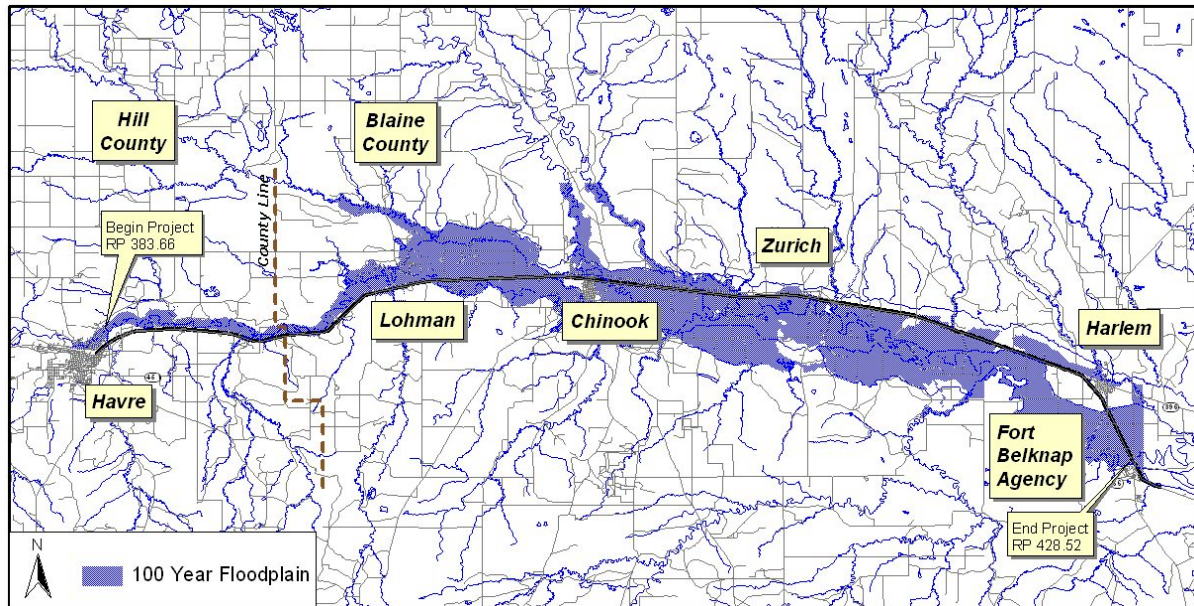 Hill
County
Blaine
County
County Line
Begin Project
RP 383.66
Zurich
Lohman
Chinook
Harlem
Havre
Fort
Belknap
Agency
End Project
RP 428.52
N
100 Year Floodplain